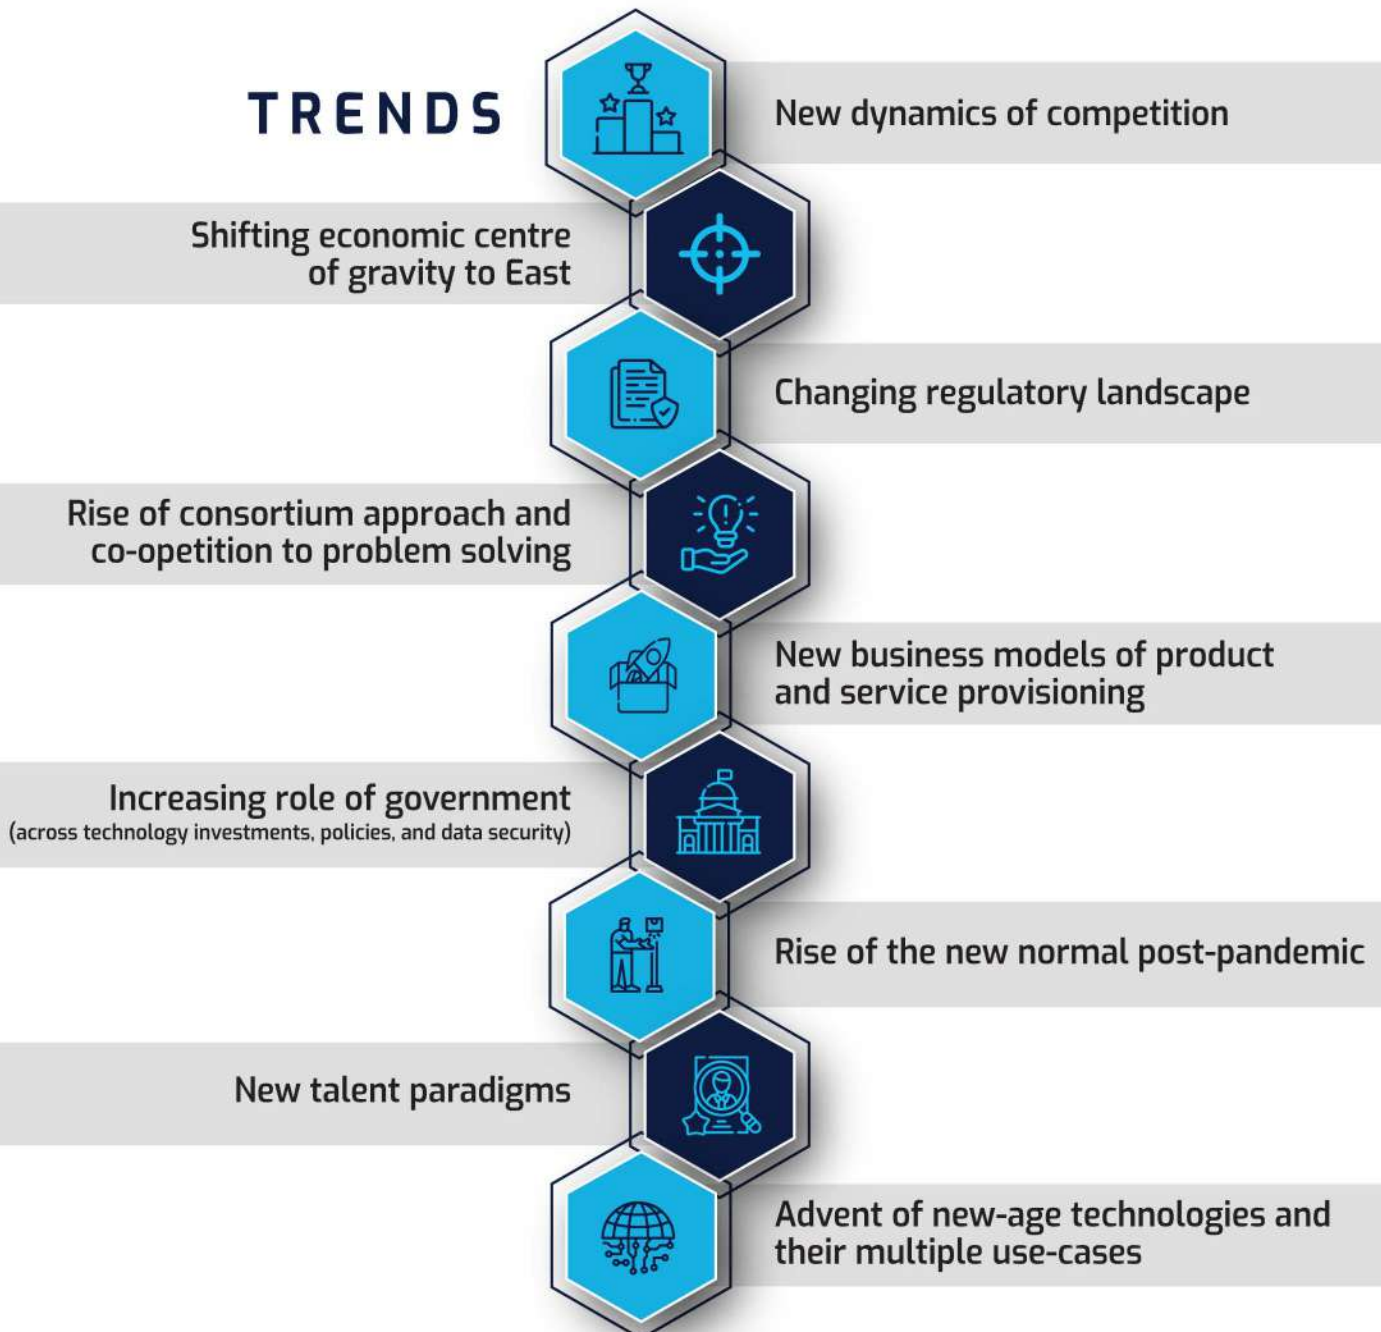 TRENDS
New dynamics of competition
Shifting economic centre
of gravity to East
Changing regulatory landscape
Rise of consortium approach and
co-opetition to problem solving
New business models of product
and service provisioning
Increasing role of government
(across technology investments, policies, and data security)
Rise of the new normal post-pandemic
New talent paradigms
Advent of new-age technologies and
their multiple use-cases